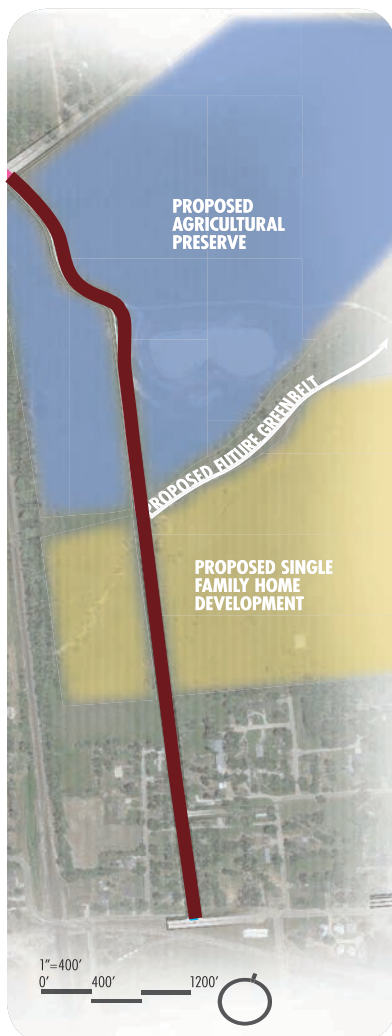 PROPOSED
AGRICULTURAL
PRESERVE
PROPOSED FUTURE GREENBELT
PROPOSED SINGLE
FAMILY HOME
DEVELOPMENT
1”=400’
0’ 400’ 1200’